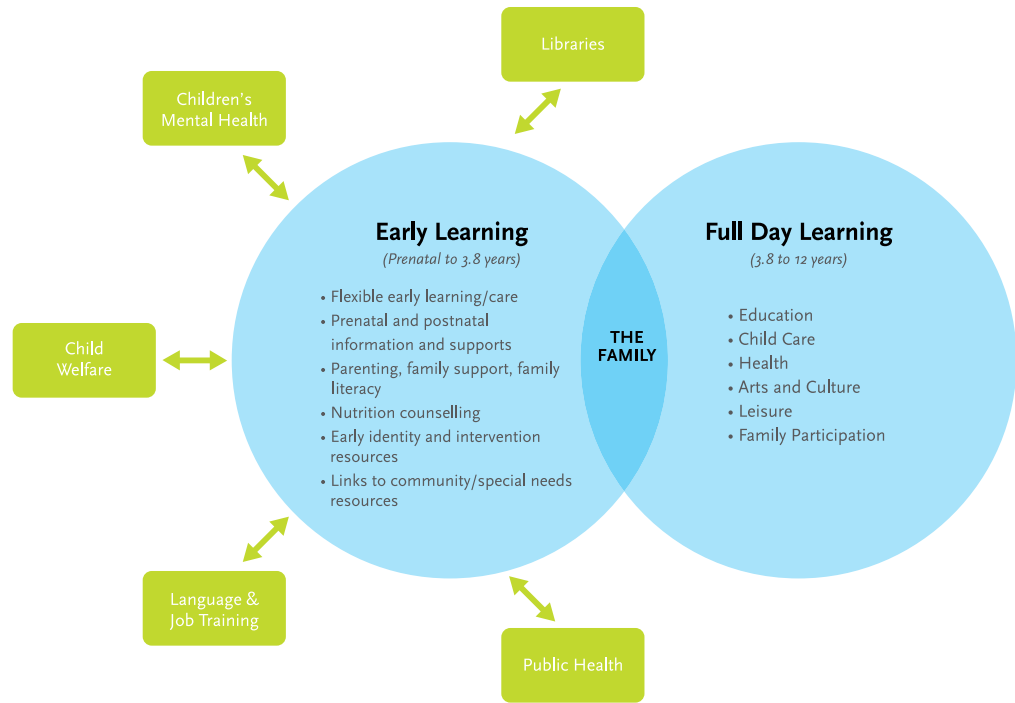 Libraries
Children's
Mental Health
Early Learning
(Prenatal to 3.8 years)
• Flexible early learning/care
• Prenatal and postnatal
information and supports
• Parenting, family support, family
literacy
• Nutrition counselling
• Early identity and intervention
resources
• Links to community/special needs
resources
THE
FAMILY
Full Day Learning
(3.8 to 12 years)
• Education
• Child Care
• Health
• Arts and Culture
• Leisure
• Family Participation
Child
Welfare
Language &
Job Training
Public Health